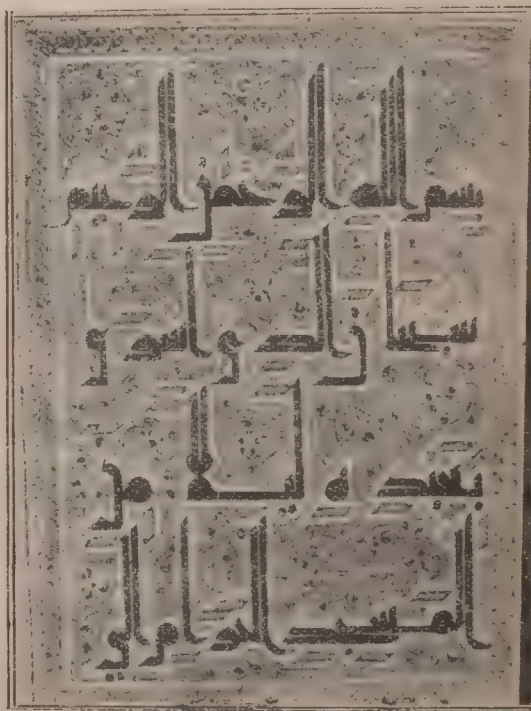 بسم الله الرحمن الرحيم
سبحان الذي اسرى
بعبده ليلا من
المسجد الحرام الى